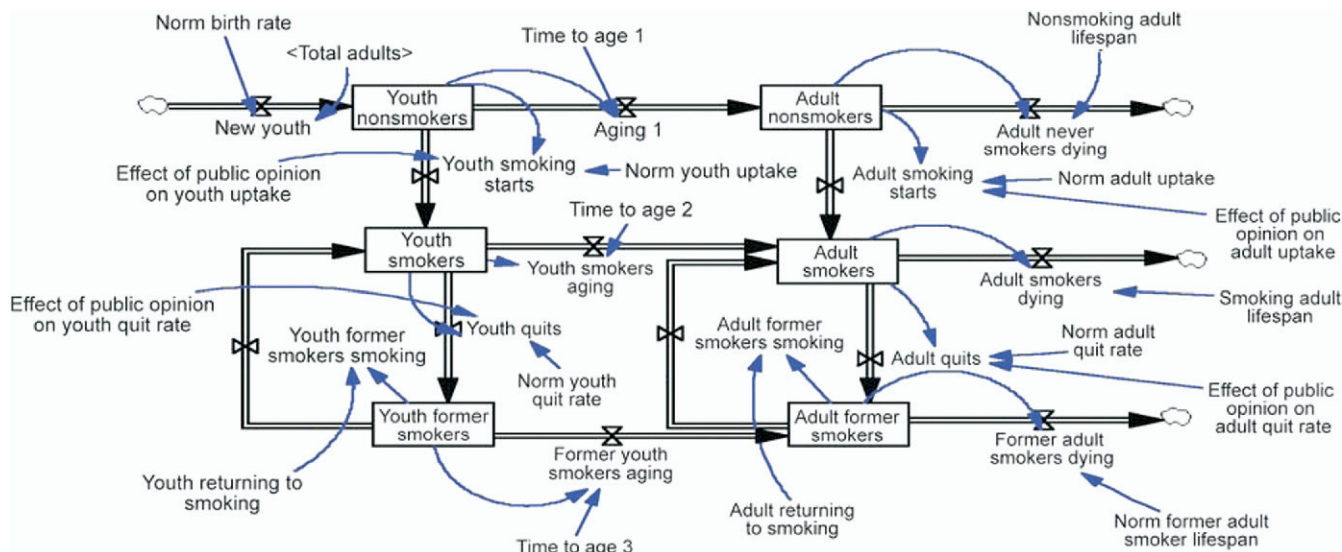 Norm birth rate
<Total adults>
Time to age 1
Nonsmoking adult
lifespan
Youth
nonsmokers
Adult
nonsmokers
New youth
Aging 1
Adult never
smokers dying
Effect of public opinion
on youth uptake
Youth smoking
starts
Norm youth uptake
Adult smoking
starts
Norm adult uptake
Time to age 2
Effect of public
opinion on
adult uptake
Youth
smokers
Adult
smokers
Youth smokers
aging
Adult smokers
dying
Effect of public opinion
on youth quit rate
Smoking adult
lifespan
Youth former
smokers smoking
Youth quits
Adult former
smokers smoking
Adult quits
Norm adult
quit rate
Norm youth
quit rate
Effect of public
opinion on
adult quit rate
Youth former
smokers
Adult former
smokers
Former youth
smokers aging
Former adult
smokers dying
Youth returning to
smoking
Adult returning
to smoking
Time to age 3
Norm former adult
smoker lifespan